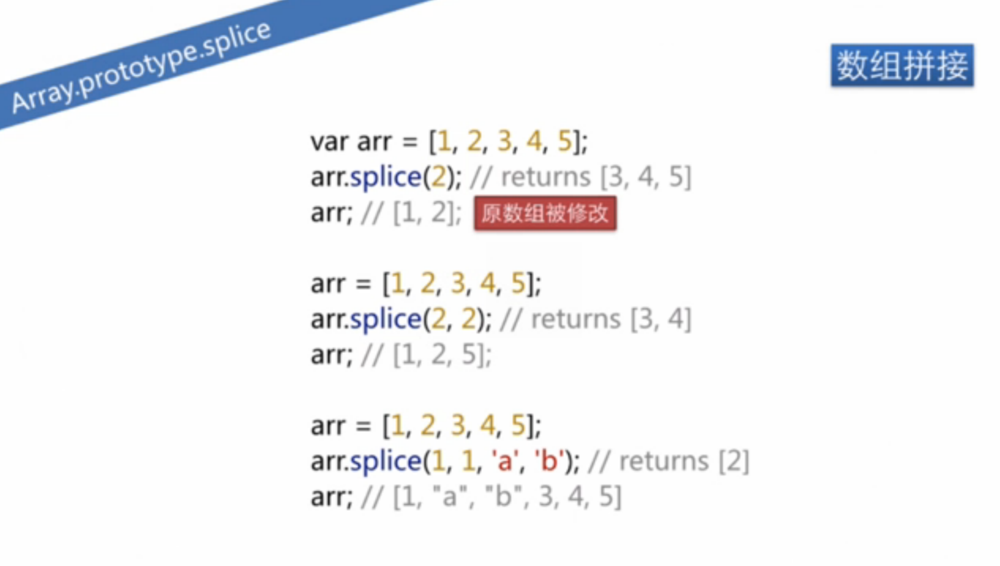 Array.prototype.splice
数组拼接
var arr = [1, 2, 3, 4, 5];
arr.splice(2); // returns [3, 4, 5]
arr; // [1, 2]; 原数组被修改
arr = [1, 2, 3, 4, 5];
arr.splice(2, 2); // returns [3, 4]
arr; // [1, 2, 5];
arr = [1, 2, 3, 4, 5];
arr.splice(1, 1, 'a', 'b'); // returns [2]
arr; // [1, "a", "b", 3, 4, 5]